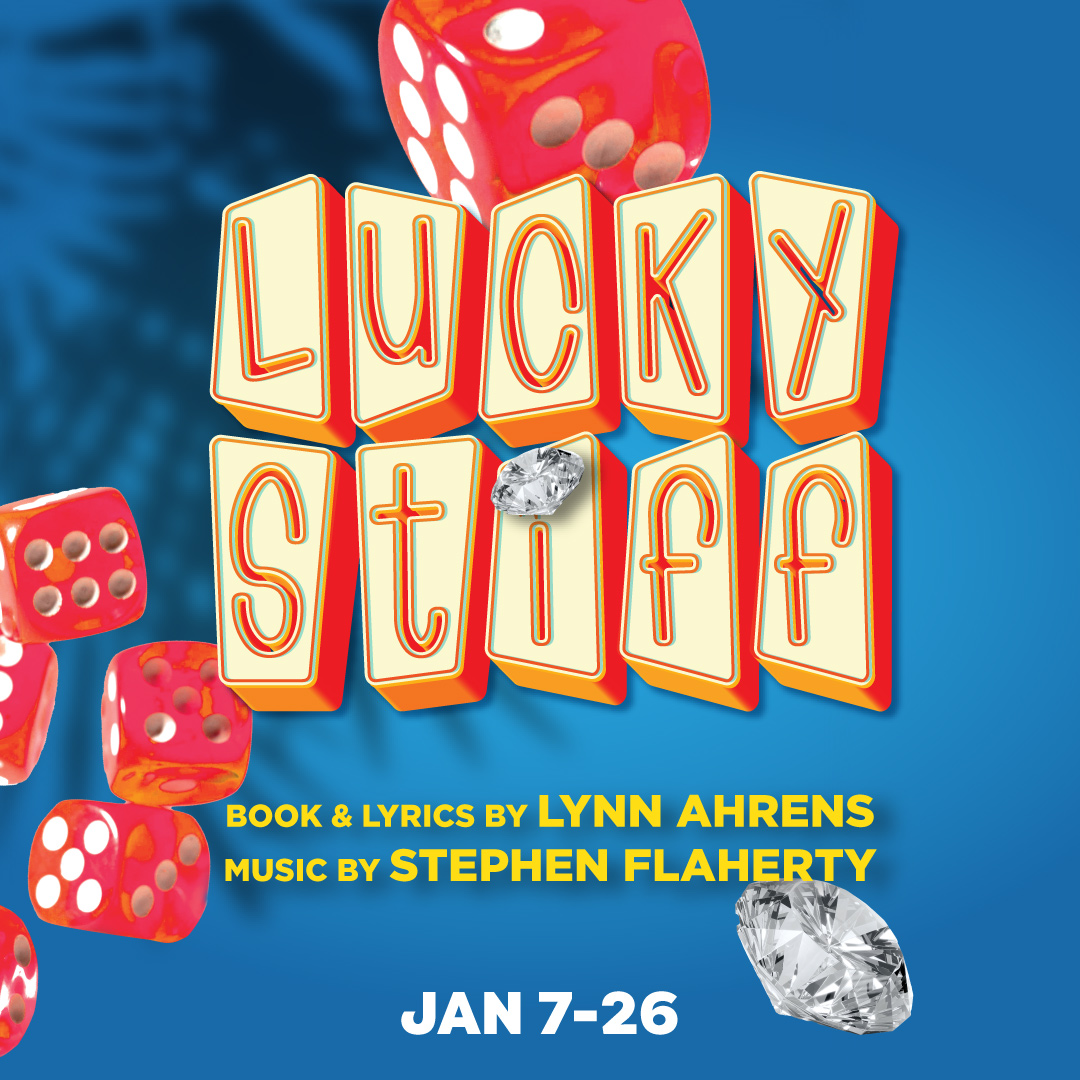 Lucky
Stiff
BOOK & LYRICS BY LYNN AHRENS
MUSIC BY STEPHEN FLAHERTY
JAN 7-26